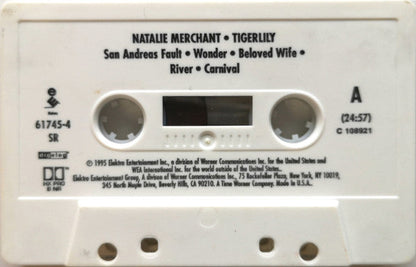 NATALIE MERCHANT • TIGERLILY
San Andreas Fault • Wonder • Beloved Wife •
River • Carnival
A
61745-4
SR
(24:57)
C 108921
digalog
℗ 1995 Elektra Entertainment Inc., a division of Warner Communications Inc. for the United States and
WEA International Inc. for the world outside of the United States.
Elektra Entertainment Group, A division of Warner Communications Inc., 75 Rockefeller Plaza, New York, NY 10019,
345 North Maple Drive, Beverly Hills, CA 90210. A Time Warner Company. Made in U.S.A.
HX PRO
B NR